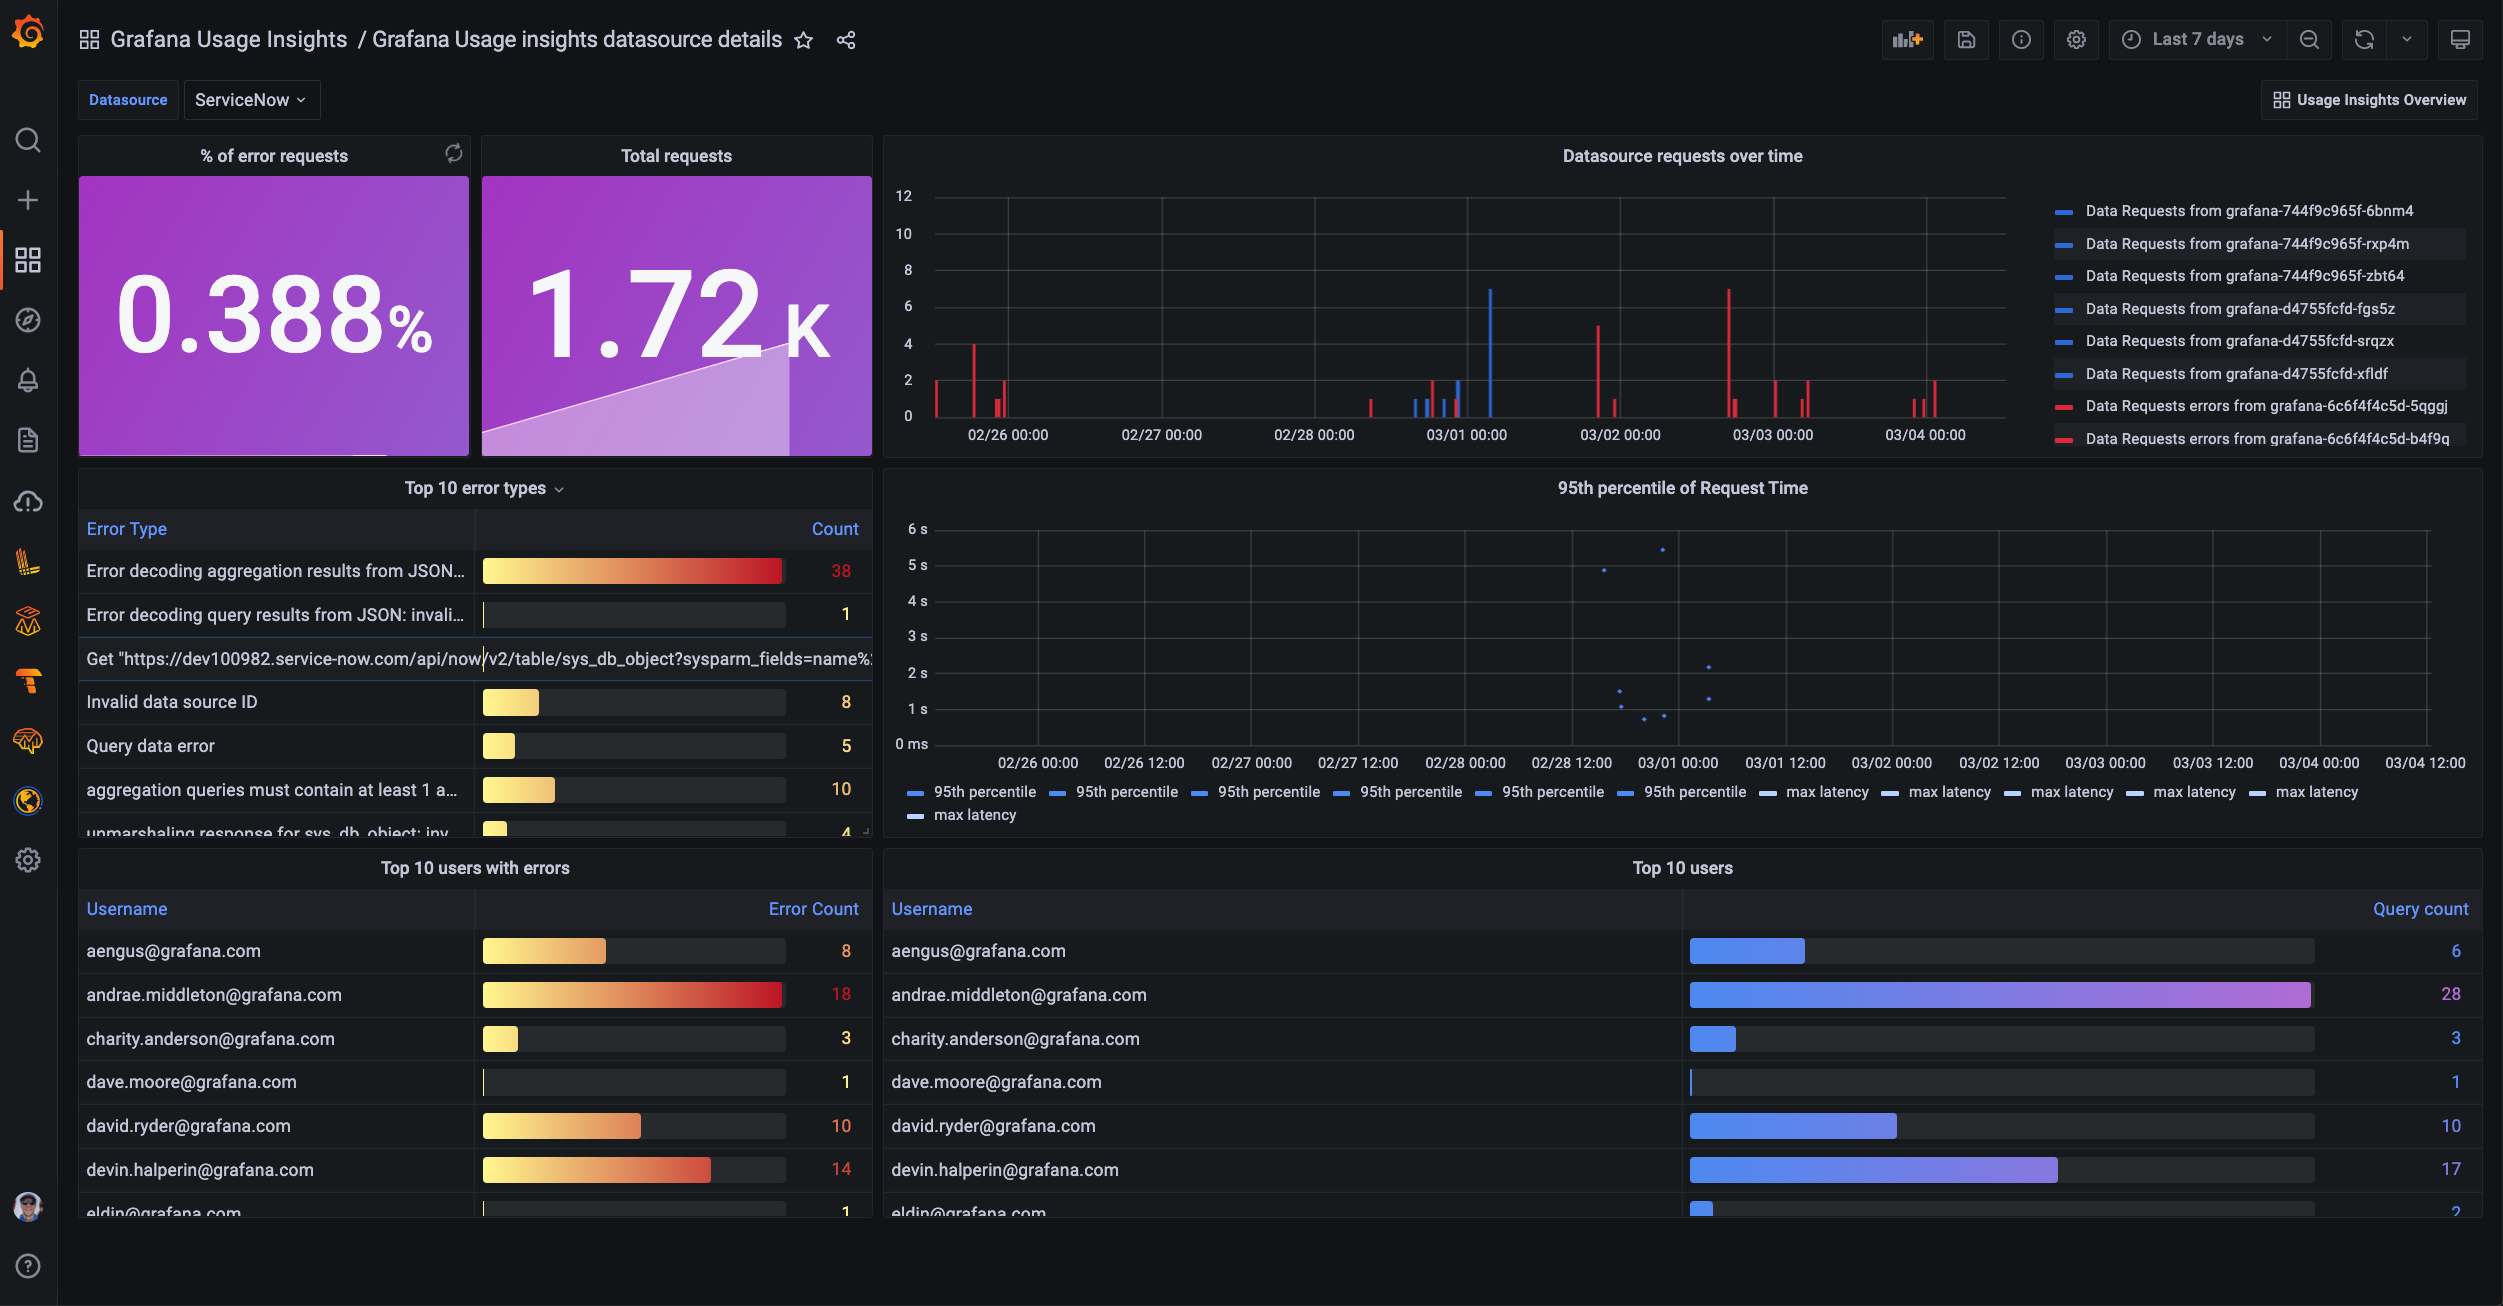 Grafana Usage Insights / Grafana Usage insights datasource details
Last 7 days
Datasource
ServiceNow
Usage Insights Overview
% of error requests
0.388%
Total requests
1.72 K
Datasource requests over time
12
10
8
6
4
2
0
02/26 00:00
02/27 00:00
02/28 00:00
03/01 00:00
03/02 00:00
03/03 00:00
03/04 00:00
Data Requests from grafana-744f9c965f-6bnm4
Data Requests from grafana-744f9c965f-rxp4m
Data Requests from grafana-744f9c965f-zbt64
Data Requests from grafana-d4755fcfd-fgs5z
Data Requests from grafana-d4755fcfd-srqzx
Data Requests from grafana-d4755fcfd-xfldf
Data Requests errors from grafana-6c6f4f4c5d-5qggj
Data Requests errors from grafana-6c6f4f4c5d-b4f9q
Top 10 error types
Error Type Count
Error decoding aggregation results from JSON... 38
Error decoding query results from JSON: invali... 1
Get "https://dev100982.service-now.com/api/now/v2/table/sys_db_object?sysparm_fields=name%
Invalid data source ID 8
Query data error 5
aggregation queries must contain at least 1 a... 10
unmarshaling response for sys_db_object: inv 4
95th percentile of Request Time
6 s
5 s
4 s
3 s
2 s
1 s
0 ms
02/26 00:00
02/26 12:00
02/27 00:00
02/27 12:00
02/28 00:00
02/28 12:00
03/01 00:00
03/01 12:00
03/02 00:00
03/02 12:00
03/03 00:00
03/03 12:00
03/04 00:00
03/04 12:00
95th percentile 95th percentile 95th percentile 95th percentile 95th percentile 95th percentile max latency max latency max latency max latency max latency
max latency
Top 10 users with errors
Username Error Count
aengus@grafana.com 8
andrae.middleton@grafana.com 18
charity.anderson@grafana.com 3
dave.moore@grafana.com 1
david.ryder@grafana.com 10
devin.halperin@grafana.com 14
eldin@grafana.com 1
Top 10 users
Username Query count
aengus@grafana.com 6
andrae.middleton@grafana.com 28
charity.anderson@grafana.com 3
dave.moore@grafana.com 1
david.ryder@grafana.com 10
devin.halperin@grafana.com 17
eldin@grafana.com 2